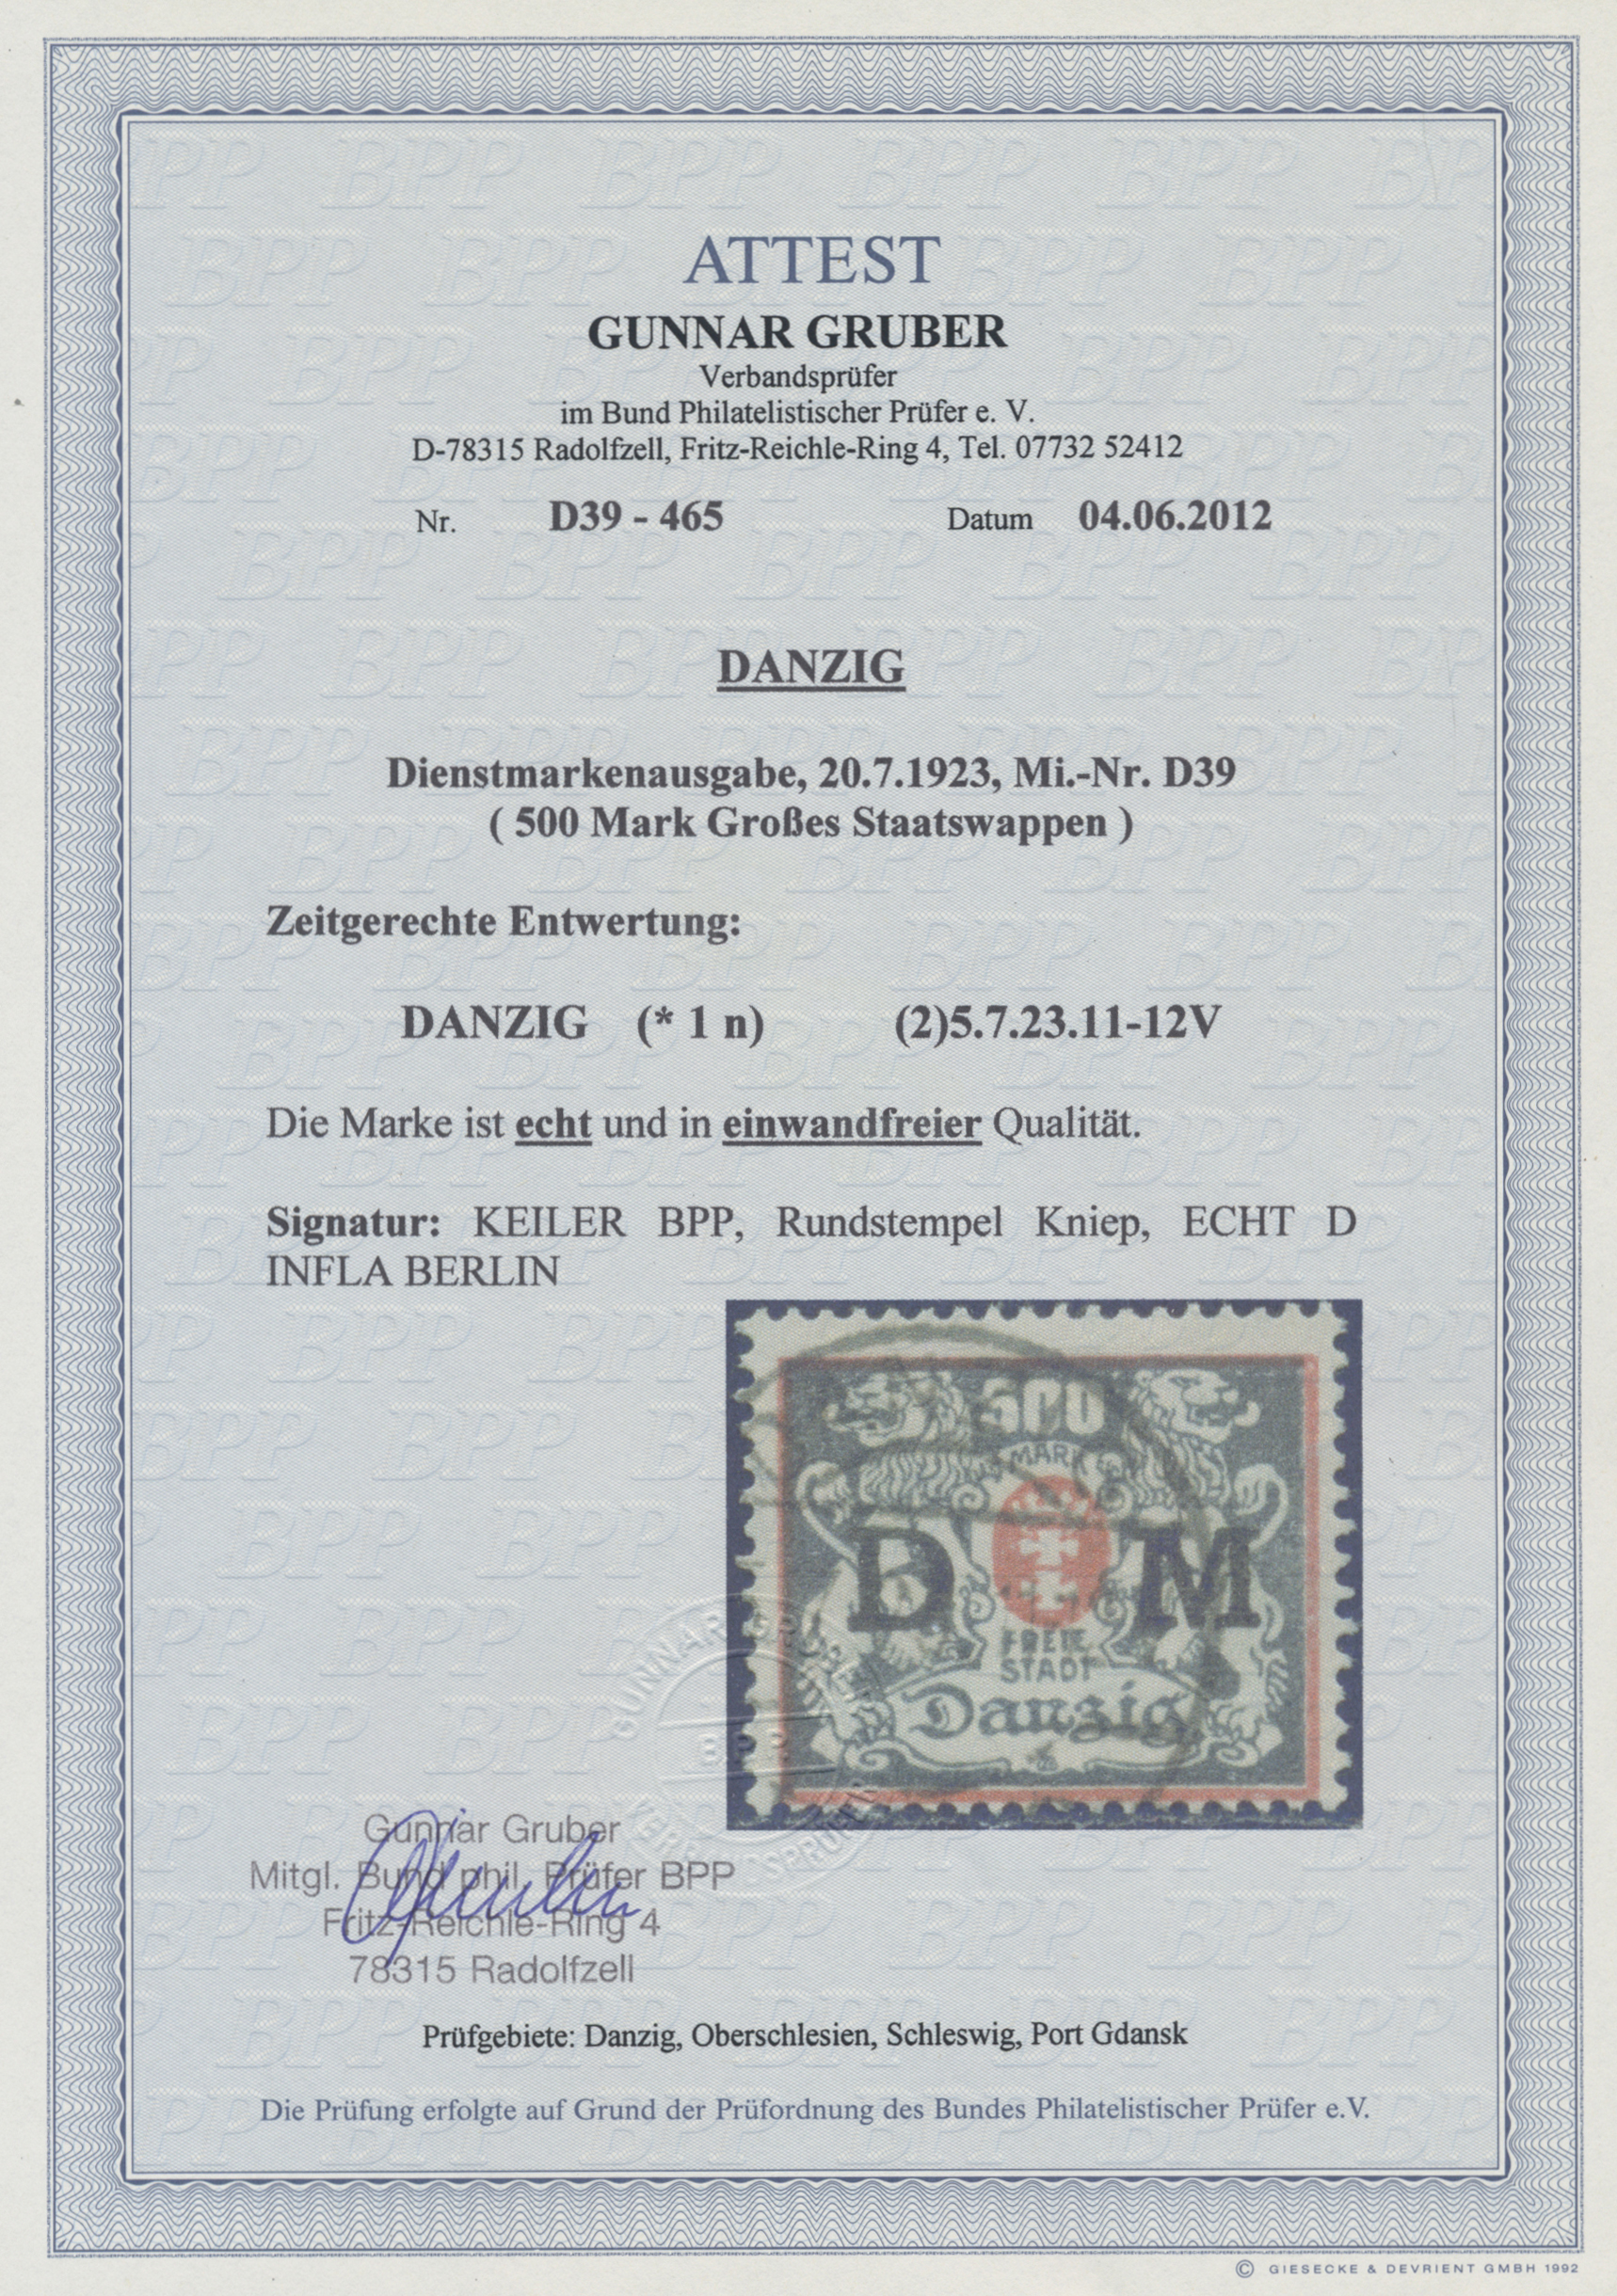 ATTEST
GUNNAR GRUBER
Verbandsprüfer
im Bund Philatelistischer Prüfer e. V.
D-78315 Radolfzell, Fritz-Reichle-Ring 4, Tel. 07732 52412
Nr. D39 - 465 Datum 04.06.2012
DANZIG
Dienstmarkenausgabe, 20.7.1923, Mi.-Nr. D39
( 500 Mark Großes Staatswappen )
Zeitgerechte Entwertung:
DANZIG (* 1 n) (2)5.7.23.11-12V
Die Marke ist echt und in einwandfreier Qualität.
Signatur: KEILER BPP, Rundstempel Kniep, ECHT D
INFLA BERLIN
500
MARK
D M
FREIE
STADT
Danzig
GUNNAR GRUBER
B.P.P.
VERBANDSPRÜFER
Gunnar Gruber
Mitgl. Bund phil. Prüfer BPP
Fritz-Reichle-Ring 4
78315 Radolfzell
Prüfgebiete: Danzig, Oberschlesien, Schleswig, Port Gdansk
Die Prüfung erfolgte auf Grund der Prüfordnung des Bundes Philatelistischer Prüfer e.V.
© GIESECKE & DEVRIENT GMBH 1992